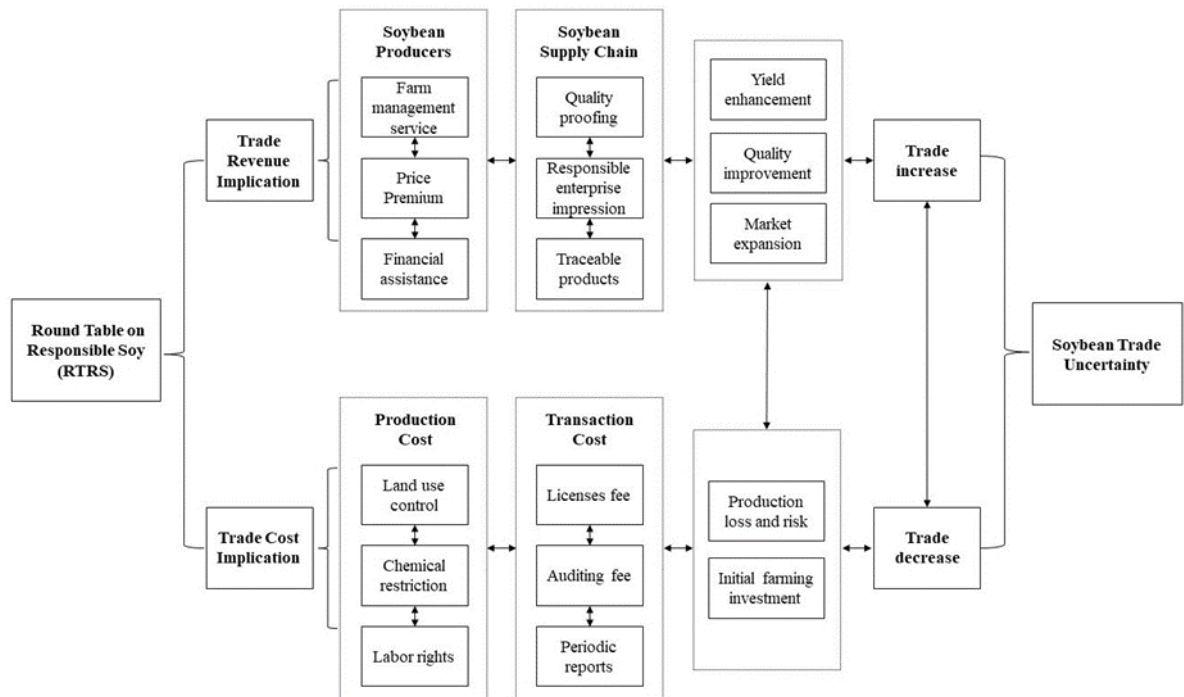 Round Table on
Responsible Soy
(RTRS)
Trade
Revenue
Implication
Soybean
Producers
Farm
management
service
Price
Premium
Financial
assistance
Soybean
Supply Chain
Quality
proofing
Responsible
enterprise
impression
Traceable
products
Yield
enhancement
Quality
improvement
Market
expansion
Trade
increase
Trade Cost
Implication
Production
Cost
Land use
control
Chemical
restriction
Labor rights
Transaction
Cost
Licenses fee
Auditing fee
Periodic
reports
Production
loss and risk
Initial farming
investment
Trade
decrease
Soybean Trade
Uncertainty